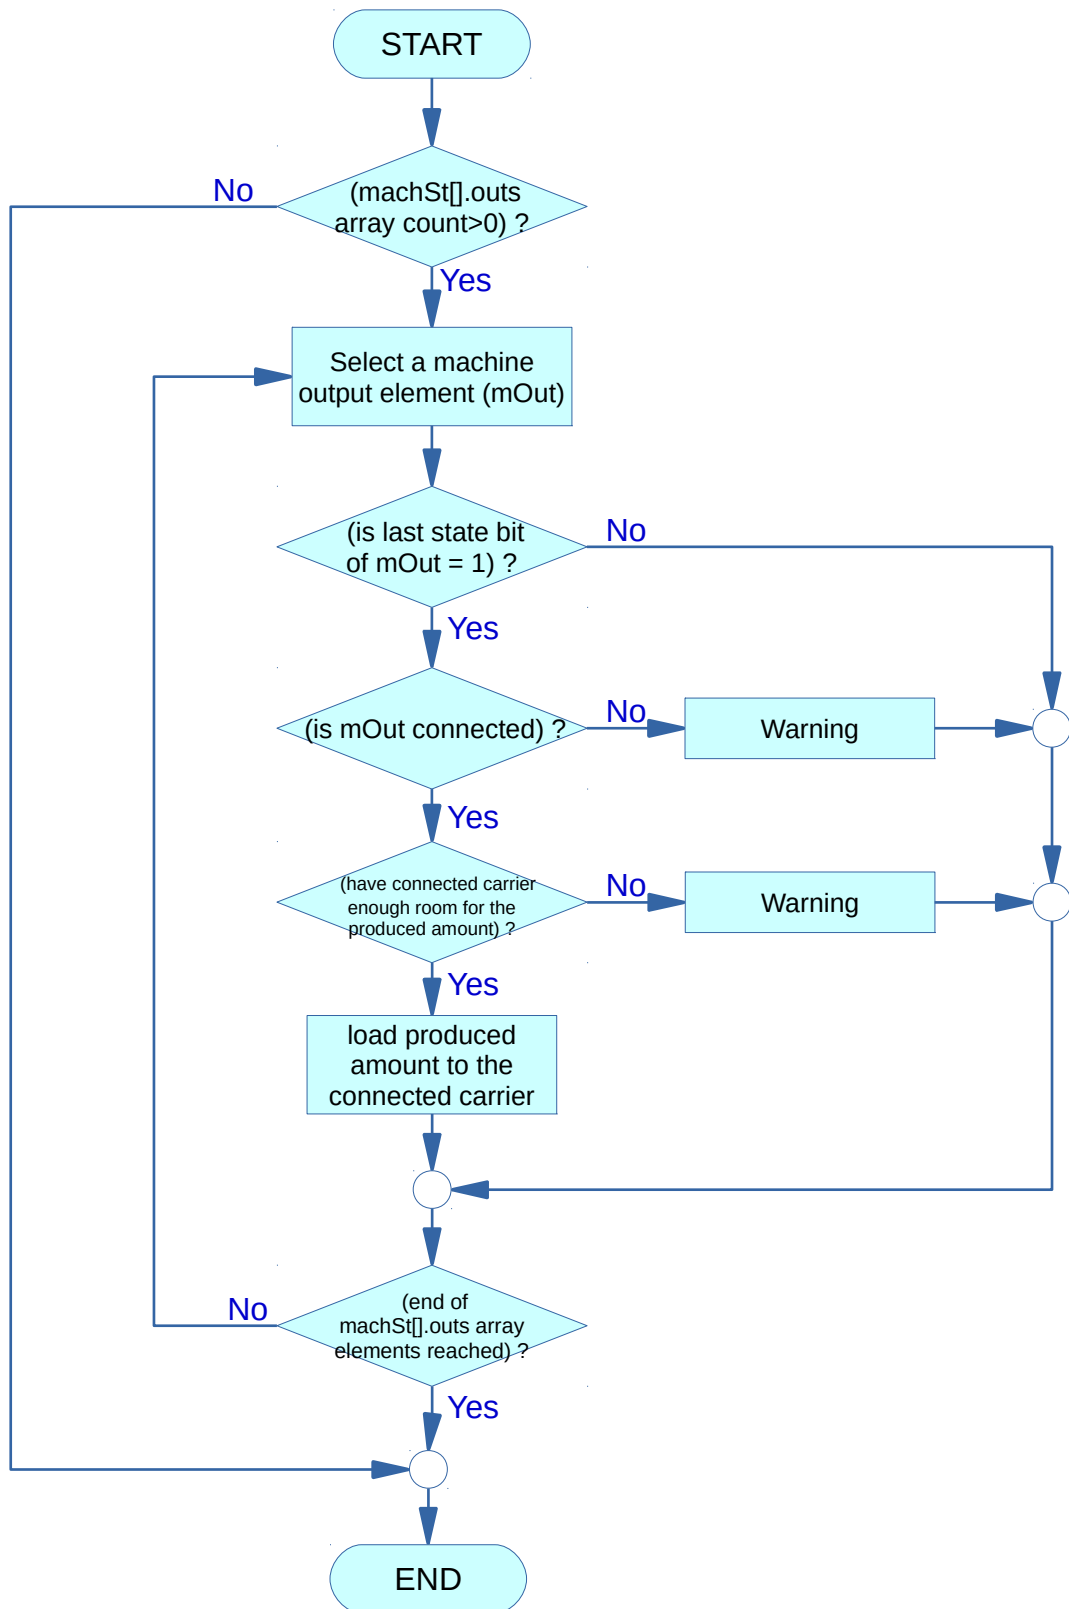 START
No
(machSt[].outs
array count>0) ?
Yes
Select a machine
output element (mOut)
(is last state bit
of mOut = 1) ?
No
Yes
(is mOut connected) ?
No
Warning
Yes
(have connected carrier
enough room for the
produced amount) ?
No
Warning
Yes
load produced
amount to the
connected carrier
No
(end of
machSt[].outs array
elements reached) ?
Yes
END